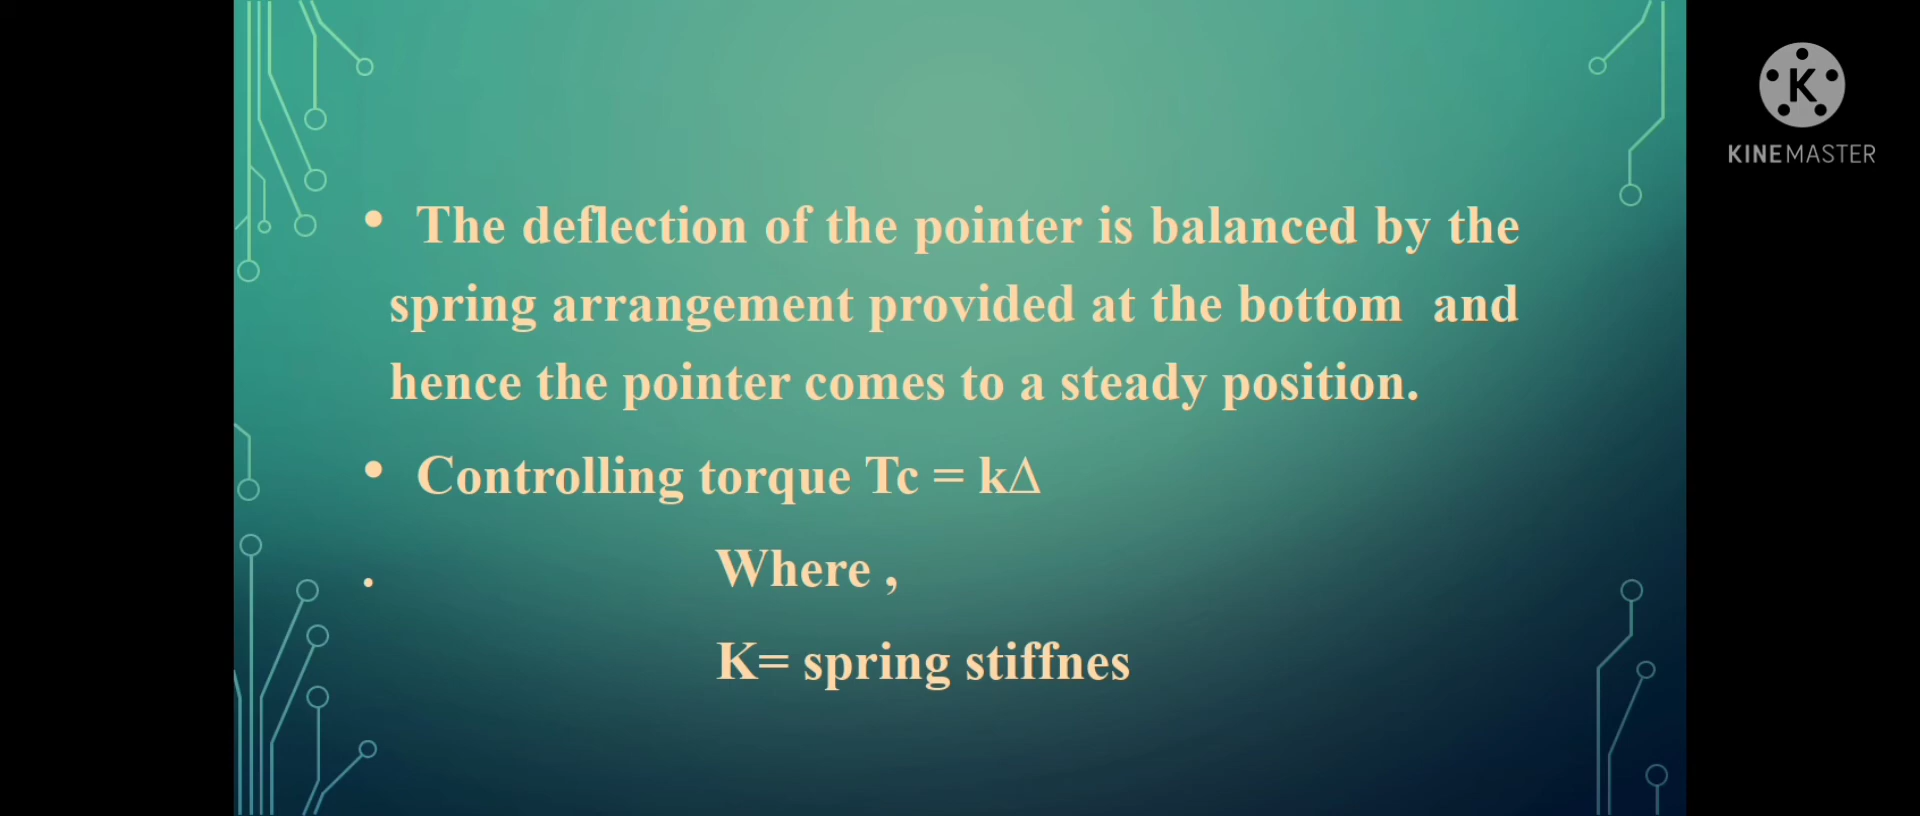 K
KINEMASTER
• The deflection of the pointer is balanced by the
spring arrangement provided at the bottom and
hence the pointer comes to a steady position.
• Controlling torque Tc = kΔ
. Where ,
K= spring stiffnes